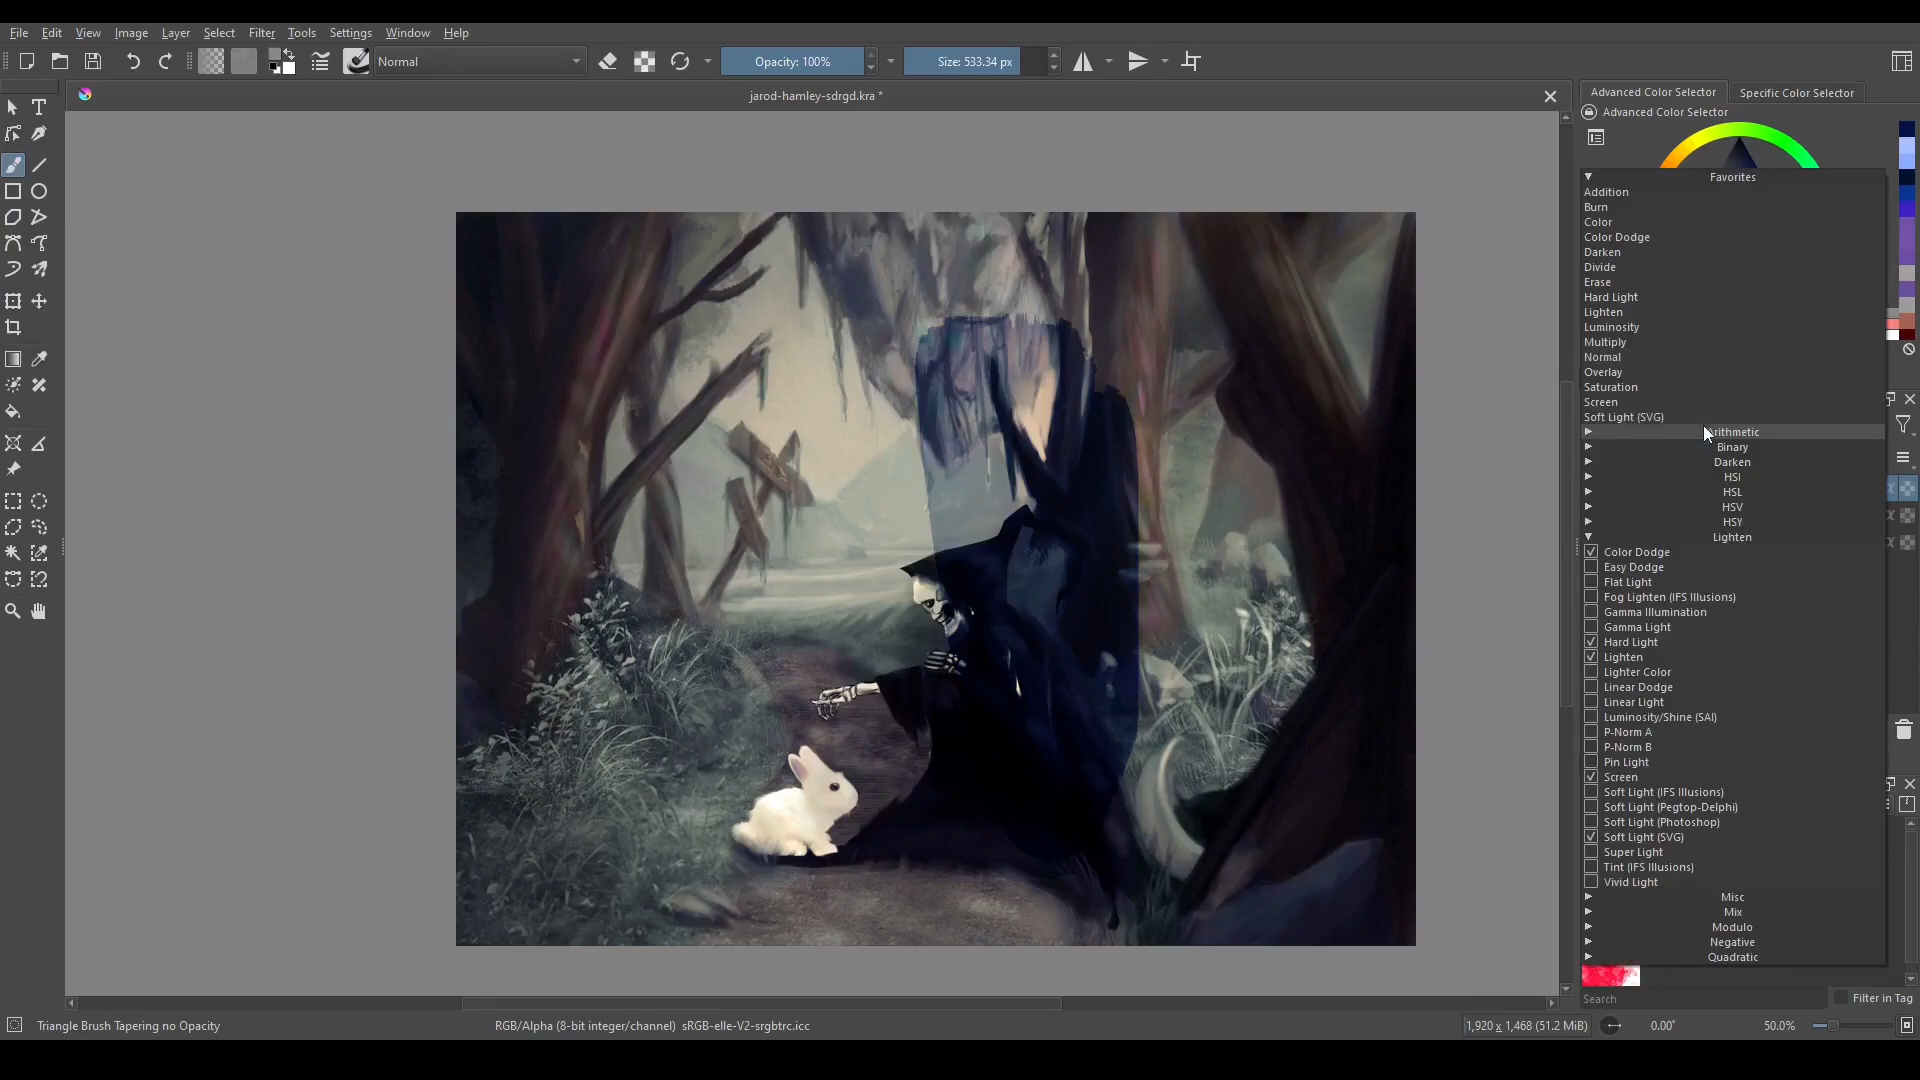 File Edit View Image Layer Select Filter Tools Settings Window Help
Normal
Opacity: 100%
Size: 533.34 px
jarod-hamley-sdrgd.kra *
Advanced Color Selector
Specific Color Selector
Advanced Color Selector
Favorites
Addition
Burn
Color
Color Dodge
Darken
Divide
Erase
Hard Light
Lighten
Luminosity
Multiply
Normal
Overlay
Saturation
Screen
Soft Light (SVG)
Arithmetic
Binary
Darken
HSI
HSL
HSV
HSY
Lighten
Color Dodge
Easy Dodge
Flat Light
Fog Lighten (IFS Illusions)
Gamma Illumination
Gamma Light
Hard Light
Lighten
Lighter Color
Linear Dodge
Linear Light
Luminosity/Shine (SAI)
P-Norm A
P-Norm B
Pin Light
Screen
Soft Light (IFS Illusions)
Soft Light (Pegtop-Delphi)
Soft Light (Photoshop)
Soft Light (SVG)
Super Light
Tint (IFS Illusions)
Vivid Light
Misc
Mix
Modulo
Negative
Quadratic
Search
Filter in Tag
Triangle Brush Tapering no Opacity
RGB/Alpha (8-bit integer/channel) sRGB-elle-V2-srgbtrc.icc
1,920 x 1,468 (51.2 MiB)
0.00°
50.0%